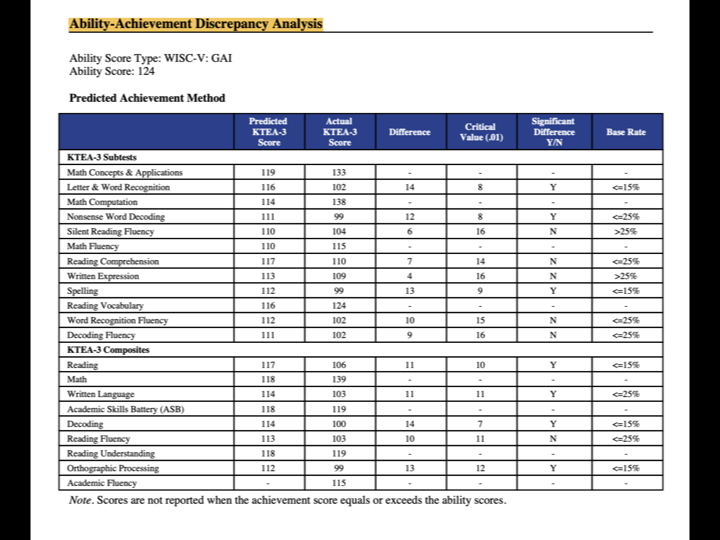 Ability-Achievement Discrepancy Analysis
Ability Score Type: WISC-V: GAI
Ability Score: 124
Predicted Achievement Method
Predicted KTEA-3 Score Actual KTEA-3 Score Difference Critical Value (.01) Significant Difference Y/N Base Rate
KTEA-3 Subtests
Math Concepts & Applications 119 133 - - - -
Letter & Word Recognition 116 102 14 8 Y <=15%
Math Computation 114 138 - - - -
Nonsense Word Decoding 111 99 12 8 Y <=25%
Silent Reading Fluency 110 104 6 16 N >25%
Math Fluency 110 115 - - - -
Reading Comprehension 117 110 7 14 N <=25%
Written Expression 113 109 4 16 N >25%
Spelling 112 99 13 9 Y <=15%
Reading Vocabulary 116 124 - - - -
Word Recognition Fluency 112 102 10 15 N <=25%
Decoding Fluency 111 102 9 16 N <=25%
KTEA-3 Composites
Reading 117 106 11 10 Y <=15%
Math 118 139 - - - -
Written Language 114 103 11 11 Y <=25%
Academic Skills Battery (ASB) 118 119 - - - -
Decoding 114 100 14 7 Y <=15%
Reading Fluency 113 103 10 11 N <=25%
Reading Understanding 118 119 - - - -
Orthographic Processing 112 99 13 12 Y <=15%
Academic Fluency - 115 - - - -
Note. Scores are not reported when the achievement score equals or exceeds the ability scores.